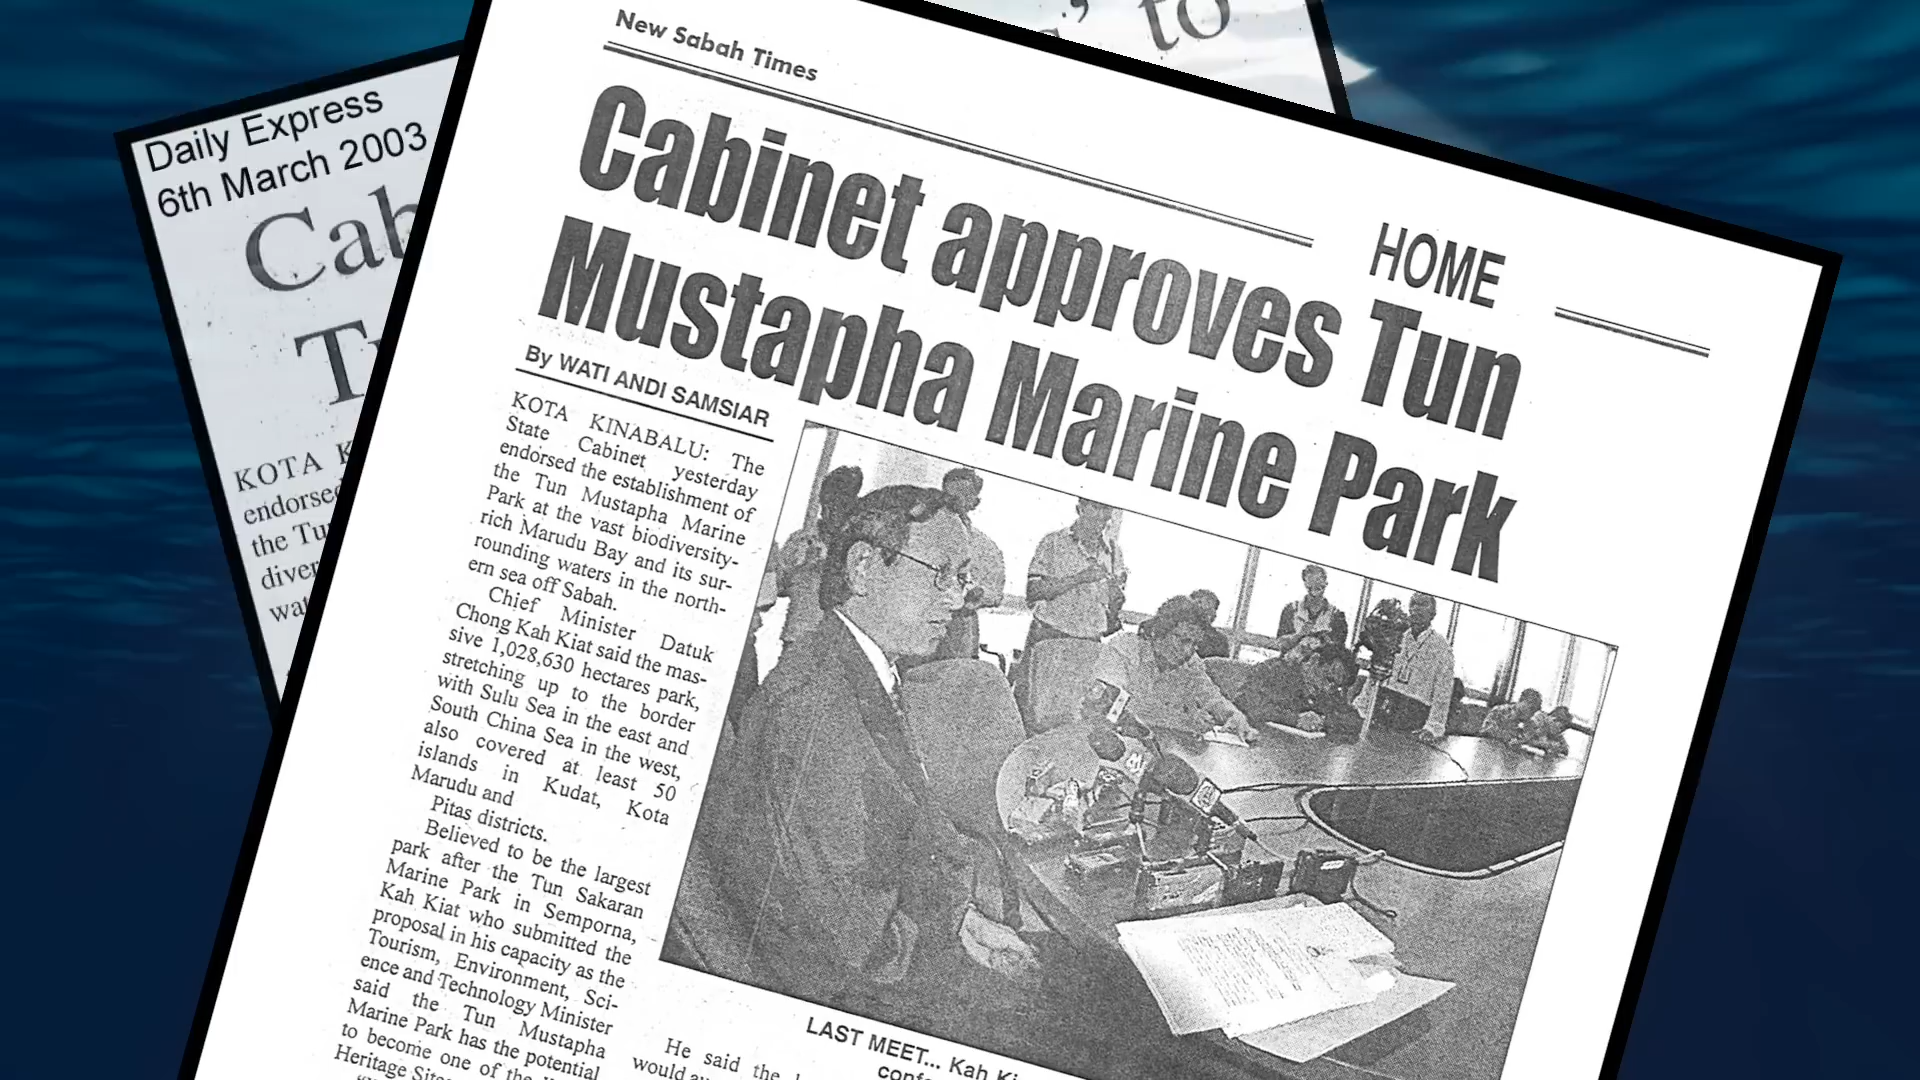 to
Daily Express
6th March 2003
KOTA
endorsed
the
New Sabah Times
HOME
Cabinet approves Tun
Mustapha Marine Park
By WATI ANDI SAMSIAR
KOTA KINABALU: The
State Cabinet yesterday
endorsed the establishment of
the Tun Mustapha Marine
Park at the vast biodiversity-
rich Marudu Bay and its sur-
rounding waters in the north-
ern sea off Sabah.
Chief Minister Datuk
Chong Kah Kiat said the mas-
sive 1,028,630 hectares park,
stretching up to the border
with Sulu Sea in the east and
South China Sea in the west,
also covered at least 50
islands in Kudat, Kota
Marudu and
Pitas districts.
Believed to be the largest
park after the Tun Sakaran
Marine Park in Semporna,
Kah Kiat who submitted the
proposal in his capacity as the
Tourism, Environment, Sci-
ence and Technology Minister
said the Tun Mustapha
Marine Park has the potential
to become one of the
Heritage
He said the
would
LAST MEET... Kah